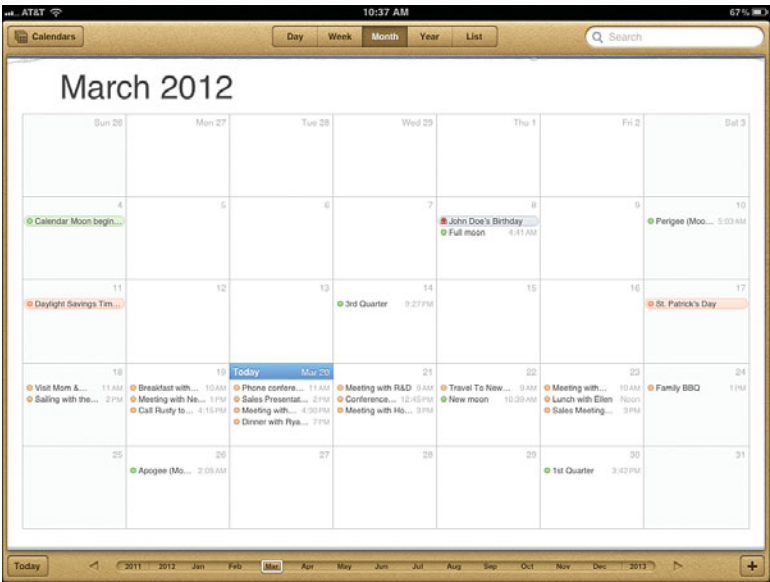 AT&T 10:37 AM 67%
Calendars Day Week Month Year List Search
March 2012
Sun 26 Mon 27 Tue 28 Wed 29 Thu 1 Fri 2 Sat 3
4 5 6 7 8 9 10
Calendar Moon begin... John Doe's Birthday Perigee (Moo... 5:03 AM
Full moon 4:41 AM
11 12 13 14 15 16 17
Daylight Savings Tim... 3rd Quarter 9:27 PM St. Patrick's Day
18 19 Today Mar 20 21 22 23 24
Visit Mom &... 11 AM Breakfast with... 10 AM Phone confere... 11 AM Meeting with R&D 9 AM Travel To New... 9 AM Meeting with... 10 AM Family BBQ 1 PM
Sailing with the... 2 PM Meeting with Ne... 1 PM Sales Presentat... 2 PM Conference... 12:45 PM New moon 10:39 AM Lunch with Ellen Noon
Call Rusty to... 4:15 PM Meeting with... 4:30 PM Meeting with Ho... 3 PM Sales Meeting... 3 PM
Dinner with Rya... 7 PM
25 26 27 28 29 30 31
Apogee (Mo... 2:05 AM 1st Quarter 3:42 PM
Today 2011 2012 Jan Feb Mar Apr May Jun Jul Aug Sep Oct Nov Dec 2013 +